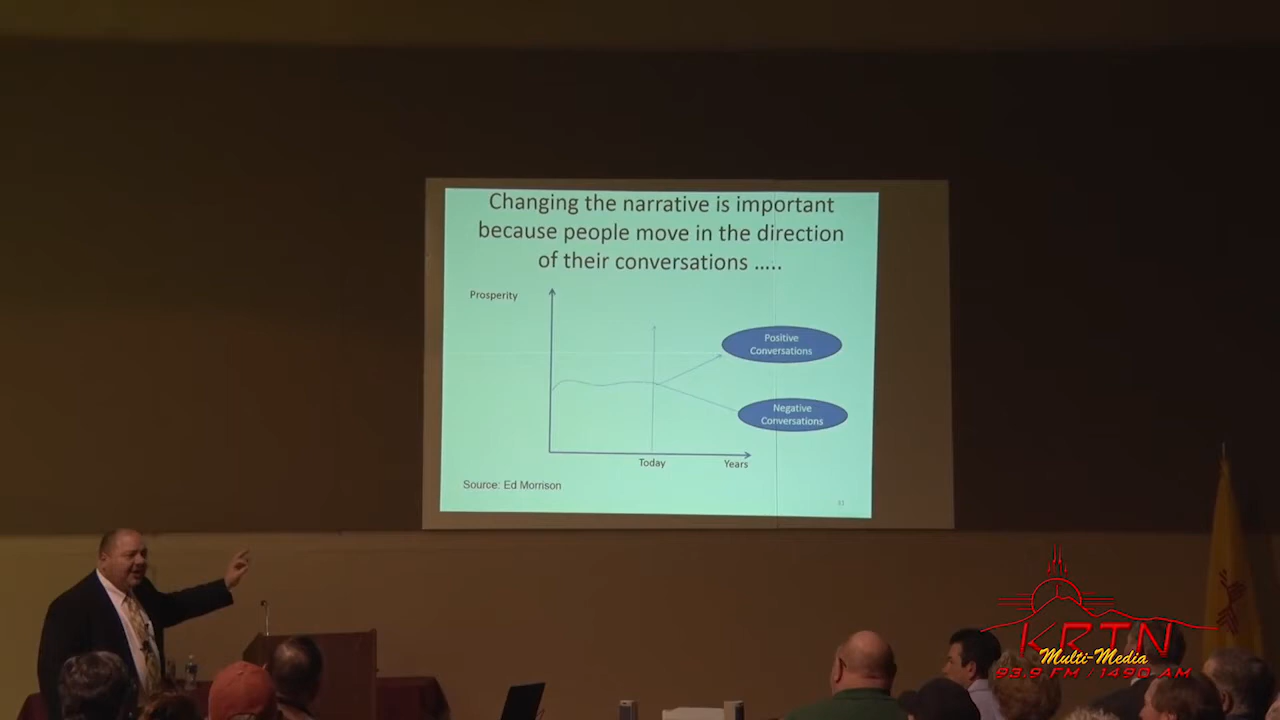 Changing the narrative is important
because people move in the direction
of their conversations .....
Prosperity
Positive
Conversations
Negative
Conversations
Today
Years
Source: Ed Morrison
KRTN
Multi-Media
93.9 FM / 1490 AM